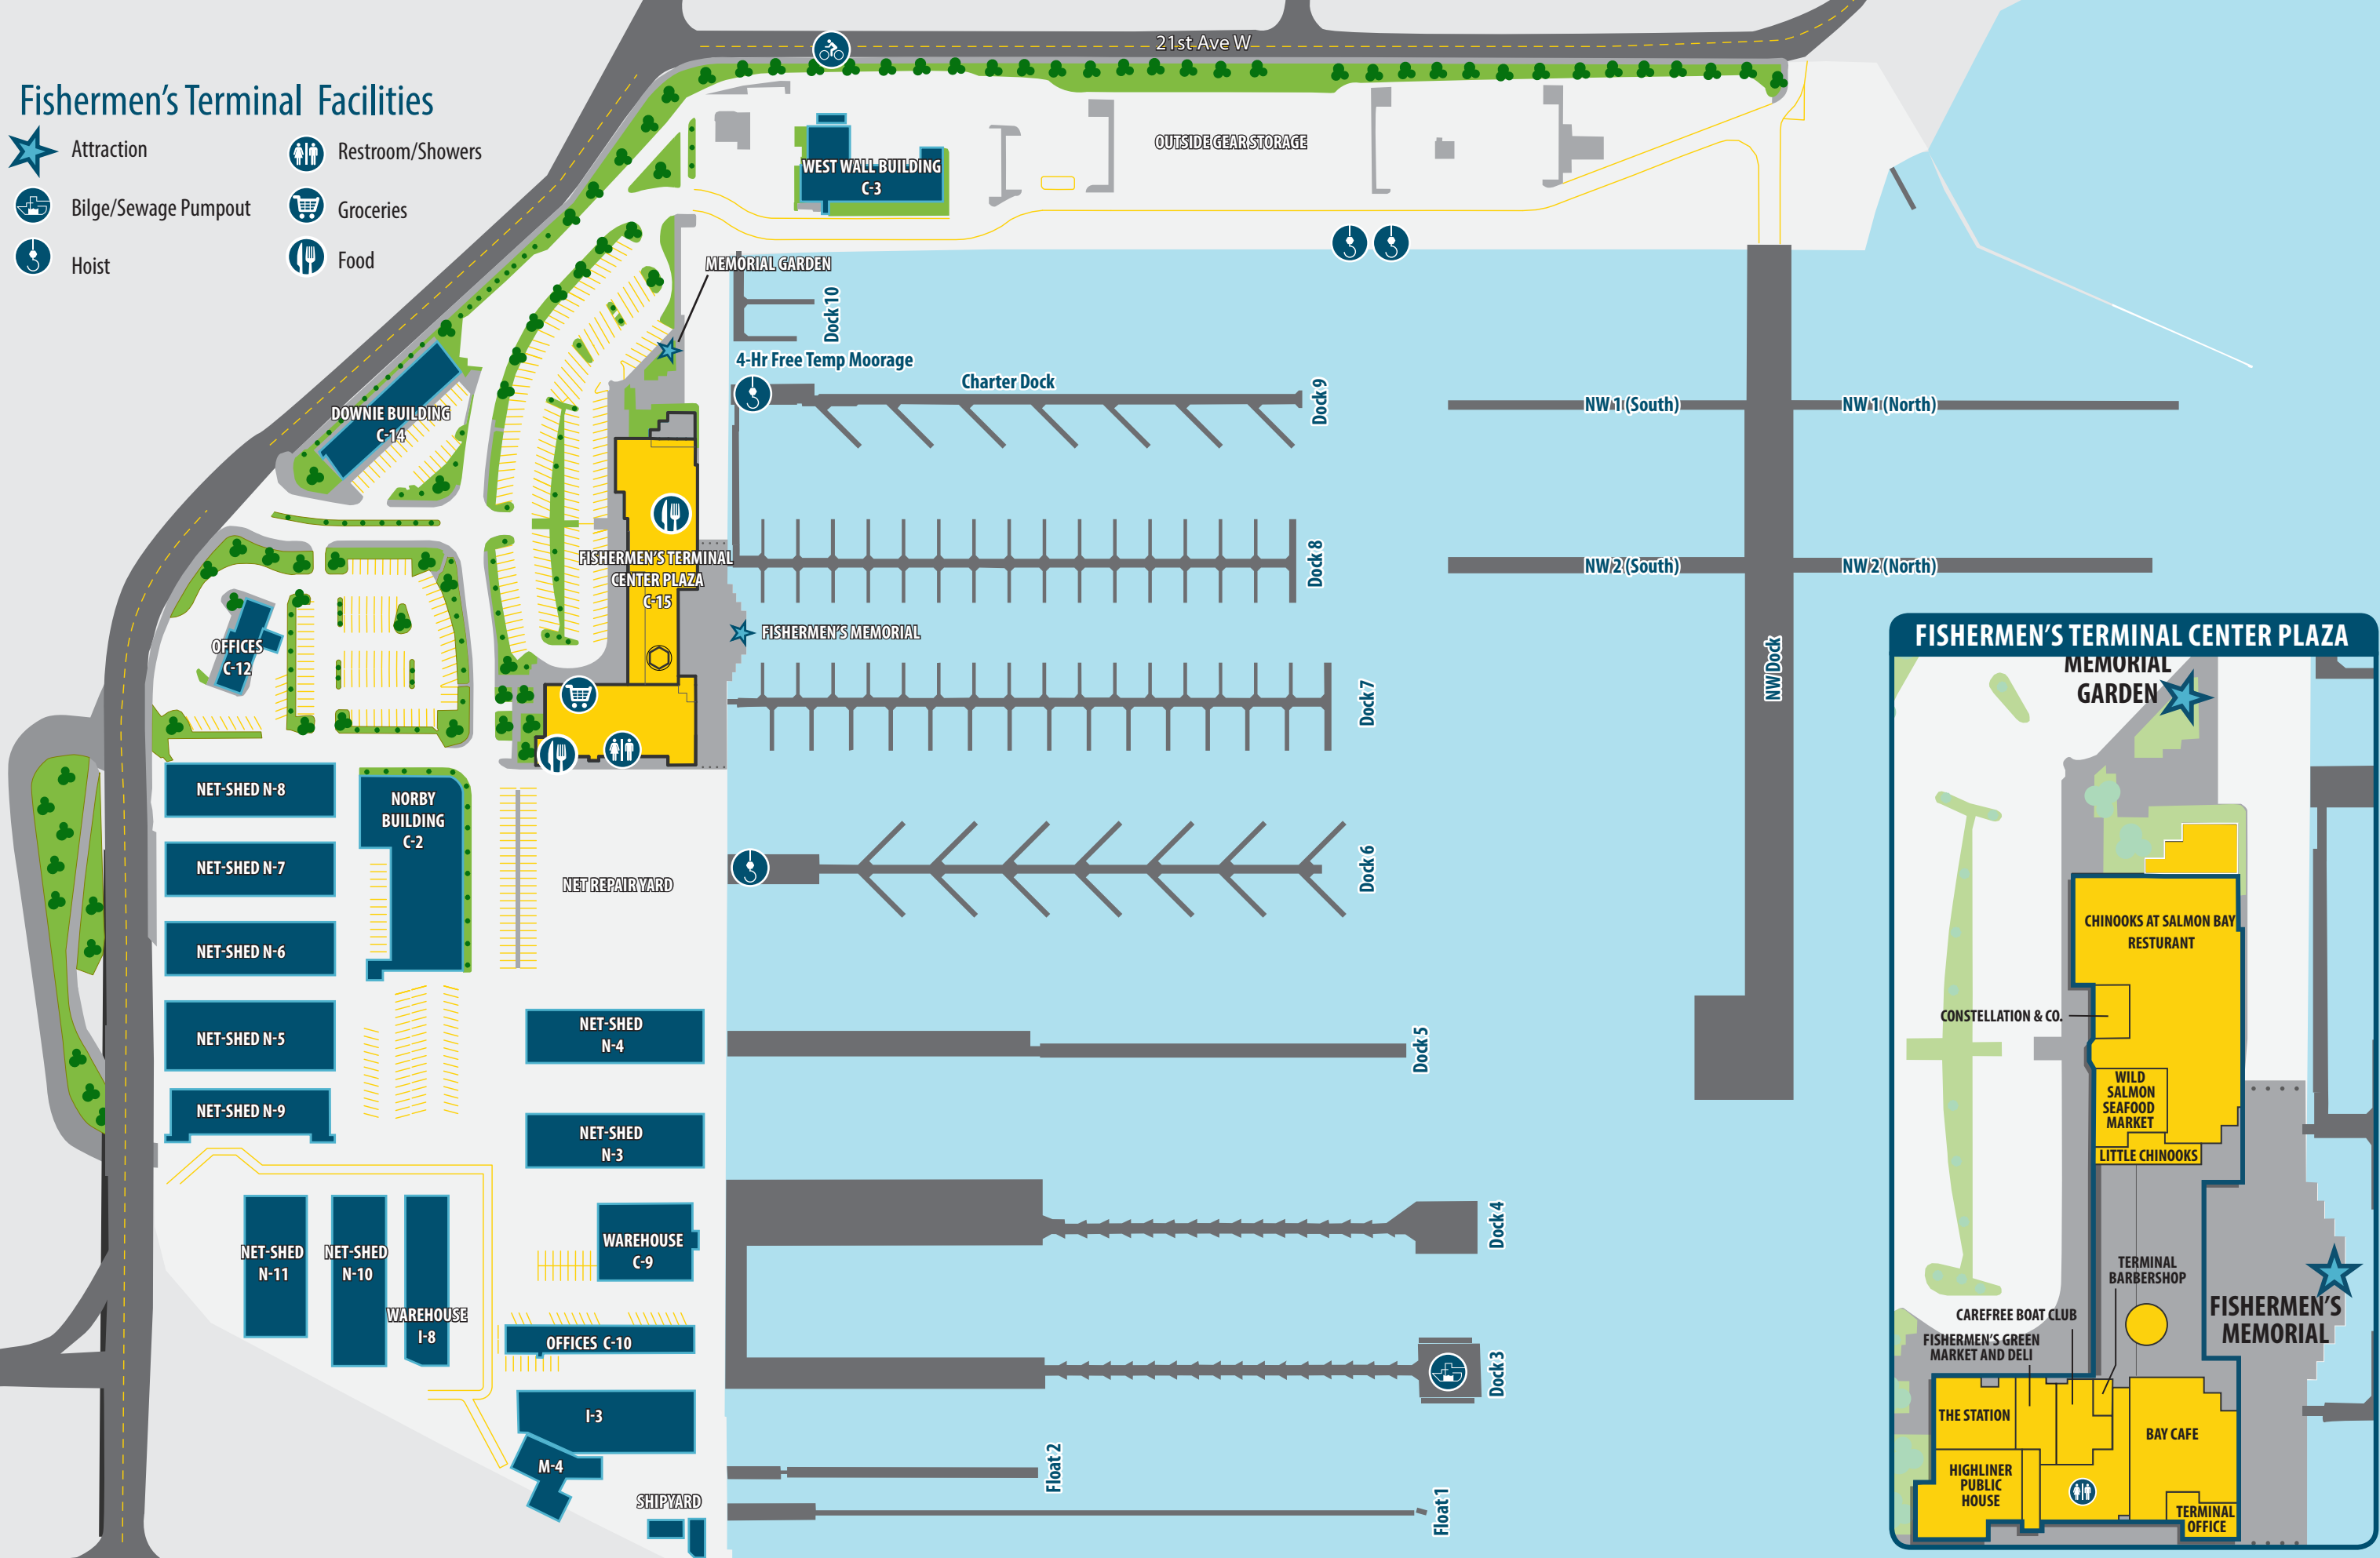 21st Ave W
Fishermen's Terminal Facilities
Attraction
Restroom/Showers
Bilge/Sewage Pumpout
Groceries
Hoist
Food
WEST WALL BUILDING
C-3
OUTSIDE GEAR STORAGE
MEMORIAL GARDEN
Dock 10
4-Hr Free Temp Moorage
Charter Dock
Dock 9
NW 1 (South)
NW 1 (North)
DOWNIE BUILDING
C-14
FISHERMEN'S TERMINAL
CENTER PLAZA
C-15
Dock 8
NW 2 (South)
NW 2 (North)
FISHERMEN'S MEMORIAL
OFFICES
C-12
NW Dock
Dock 7
NET-SHED N-8
NORBY
BUILDING
C-2
NET-SHED N-7
NET REPAIR YARD
Dock 6
NET-SHED N-6
NET-SHED N-5
NET-SHED
N-4
Dock 5
NET-SHED N-9
NET-SHED
N-3
NET-SHED
N-11
NET-SHED
N-10
WAREHOUSE
I-8
WAREHOUSE
C-9
Dock 4
OFFICES C-10
Dock 3
I-3
M-4
Float 2
SHIPYARD
Float 1
FISHERMEN'S TERMINAL CENTER PLAZA
MEMORIAL
GARDEN
CHINOOKS AT SALMON BAY
RESTURANT
CONSTELLATION & CO.
WILD
SALMON
SEAFOOD
MARKET
LITTLE CHINOOKS
TERMINAL
BARBERSHOP
CAREFREE BOAT CLUB
FISHERMEN'S GREEN
MARKET AND DELI
FISHERMEN'S
MEMORIAL
THE STATION
BAY CAFE
HIGHLINER
PUBLIC
HOUSE
TERMINAL
OFFICE